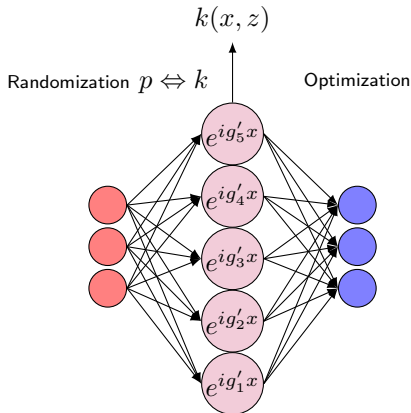 k(x, z)
Randomization p ⇔ k Optimization
e^{ig'_5x}
e^{ig'_4x}
e^{ig'_3x}
e^{ig'_2x}
e^{ig'_1x}